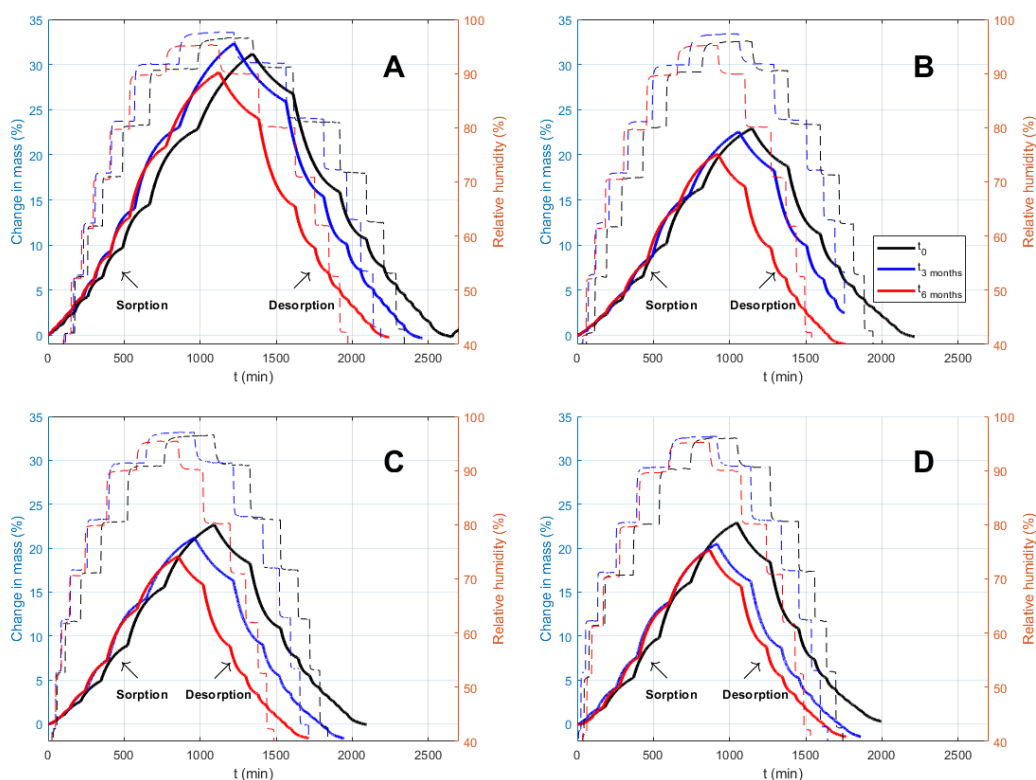 A
Change in mass (%)
35
30
25
20
15
10
5
0
100
90
80
70
60
50
40
Relative humidity (%)
Sorption
Desorption
0 500 1000 1500 2000 2500
t (min)
B
Change in mass (%)
35
30
25
20
15
10
5
0
100
90
80
70
60
50
40
Relative humidity (%)
t0
t3 months
t6 months
Sorption
Desorption
0 500 1000 1500 2000 2500
t (min)
C
Change in mass (%)
35
30
25
20
15
10
5
0
100
90
80
70
60
50
40
Relative humidity (%)
Sorption
Desorption
0 500 1000 1500 2000 2500
t (min)
D
Change in mass (%)
35
30
25
20
15
10
5
0
100
90
80
70
60
50
40
Relative humidity (%)
Sorption
Desorption
0 500 1000 1500 2000 2500
t (min)